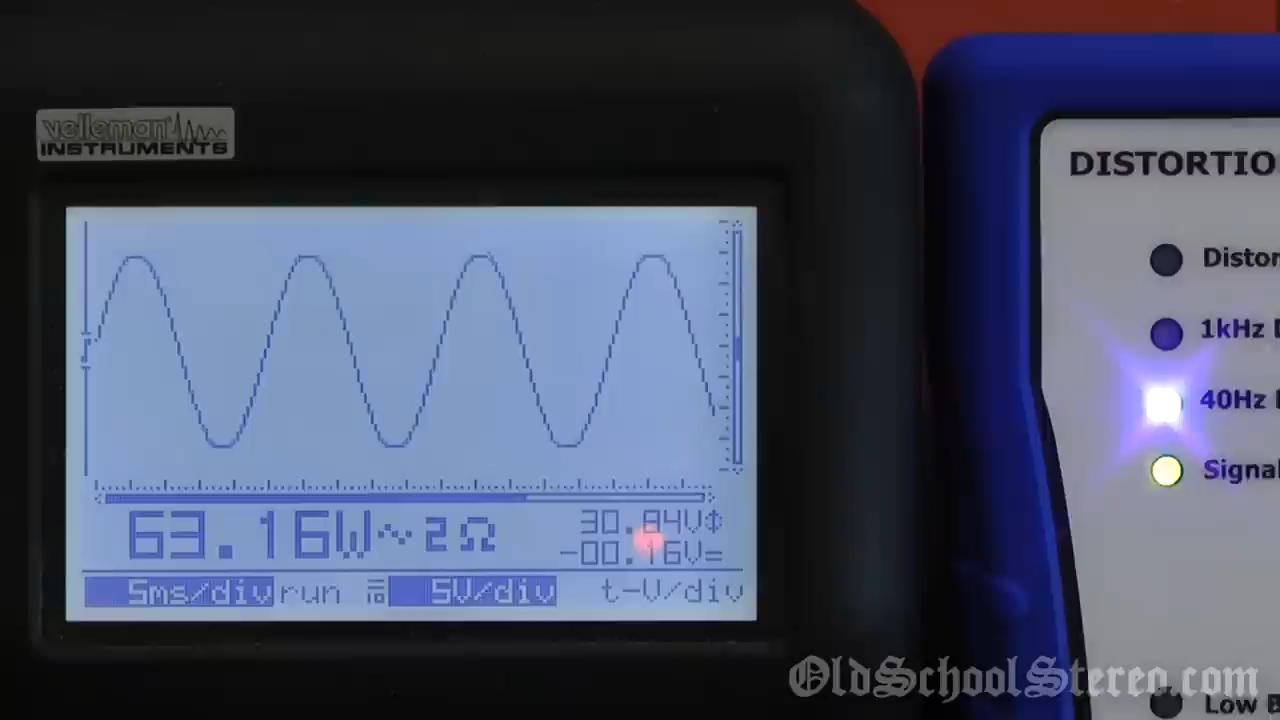 velleman
INSTRUMENTS
63.16W~2Ω
30.84V⌽
-00.16V=
5ms/div run 5V/div t-V/div
DISTORTIO
Distor
1kHz
40Hz
Signal
Low
OldSchoolStereo.com